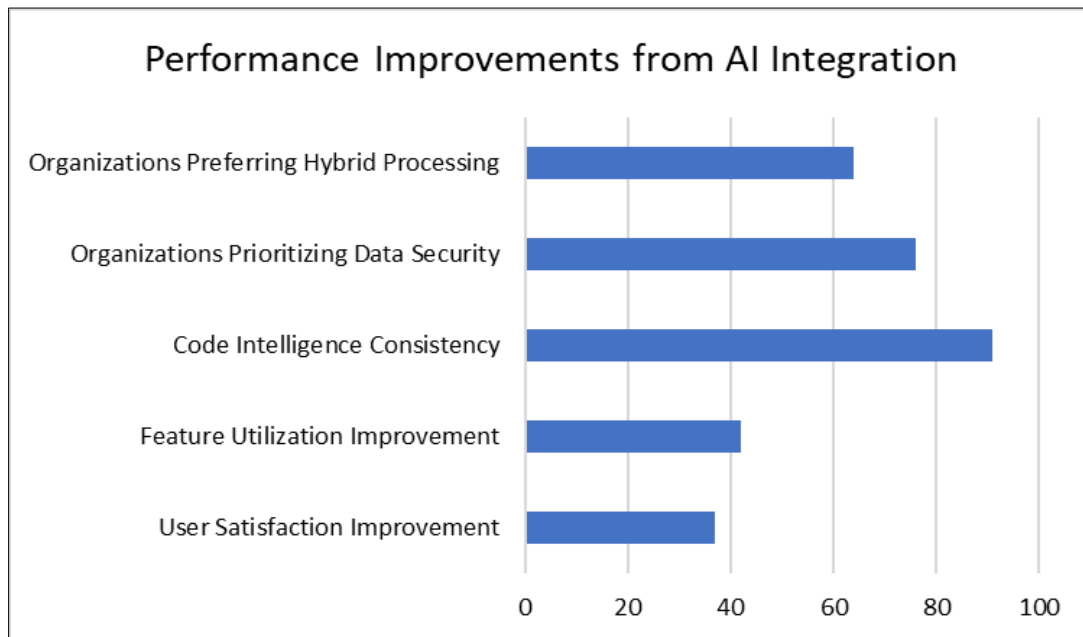 Performance Improvements from AI Integration
Organizations Preferring Hybrid Processing
Organizations Prioritizing Data Security
Code Intelligence Consistency
Feature Utilization Improvement
User Satisfaction Improvement
0 20 40 60 80 100